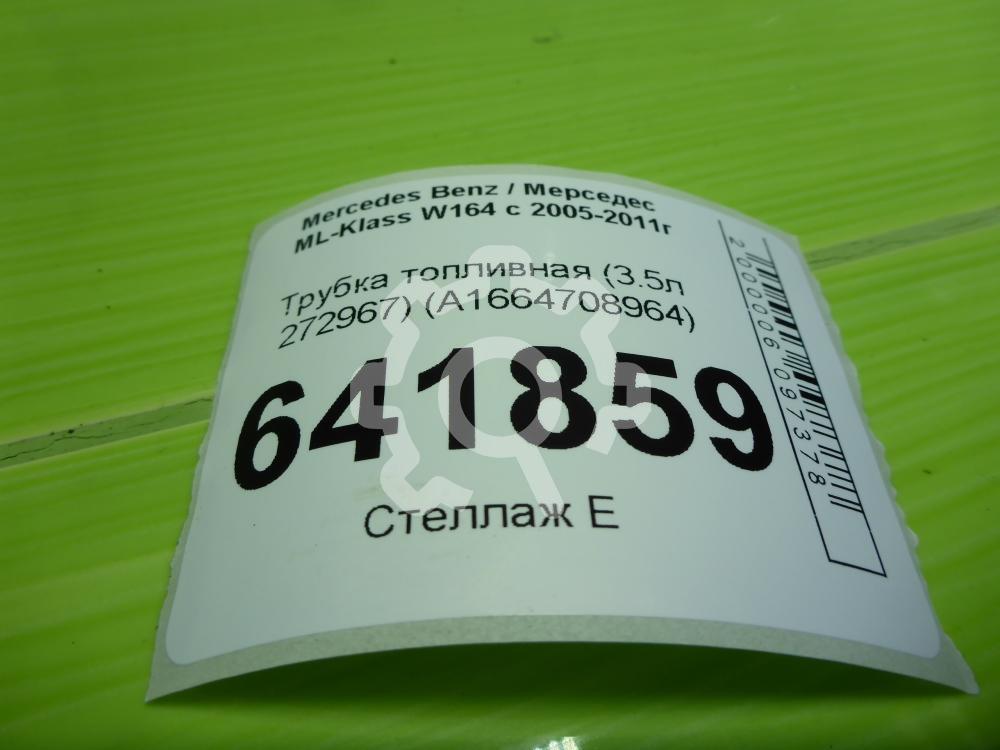 Mercedes Benz / Мерседес
ML-Klass W164 с 2005-2011г
Трубка топливная (3.5л
272967) (A1664708964)
641859
Стеллаж Е
2000006097378